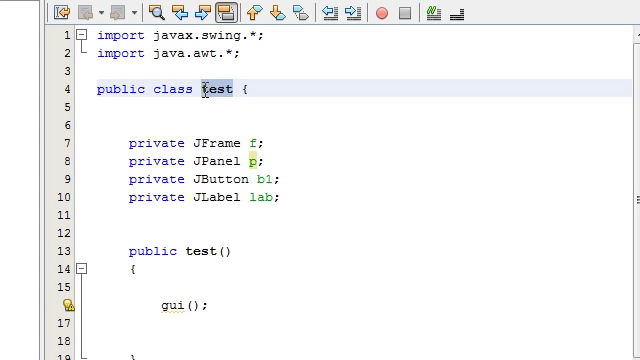 1 import javax.swing.*;
2 import java.awt.*;
3
4 public class test {
5
6
7 private JFrame f;
8 private JPanel p;
9 private JButton b1;
10 private JLabel lab;
11
12
13 public test()
14 {
15
gui();
17
18
19 }